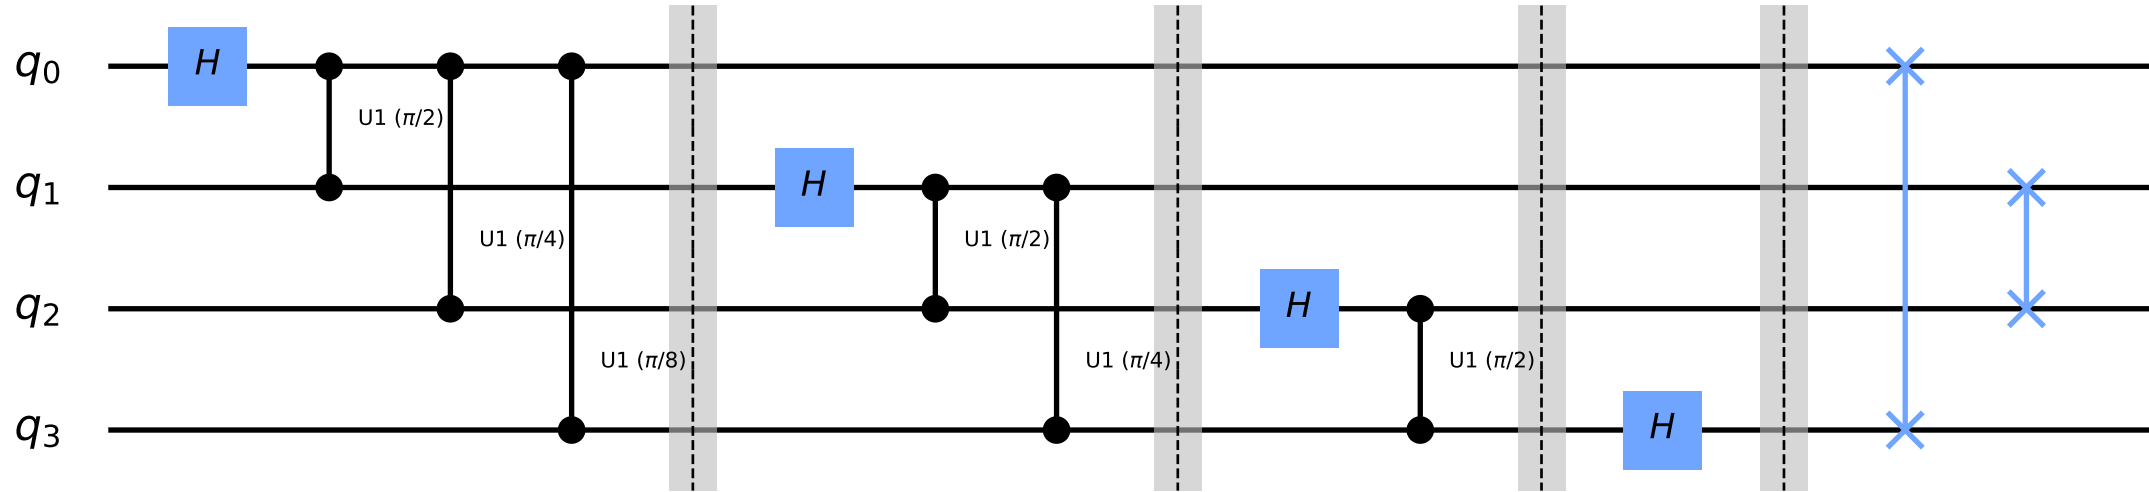 q0 H
U1 (π/2)
q1 H
U1 (π/4) U1 (π/2)
q2 H
U1 (π/8) U1 (π/4) U1 (π/2)
q3 H